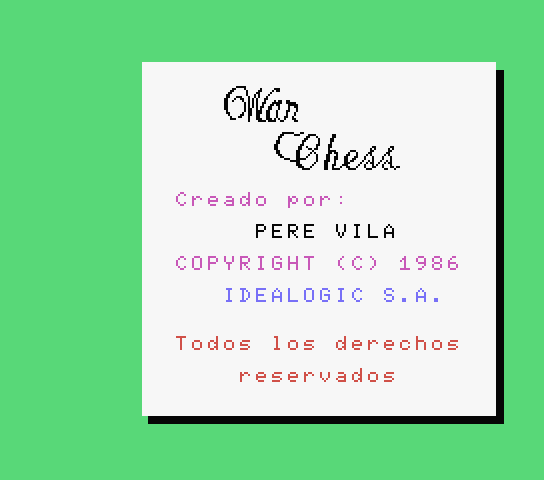 War
Chess
Creado por:
PERE VILA
COPYRIGHT (C) 1986
IDEALOGIC S.A.
Todos los derechos
reservados